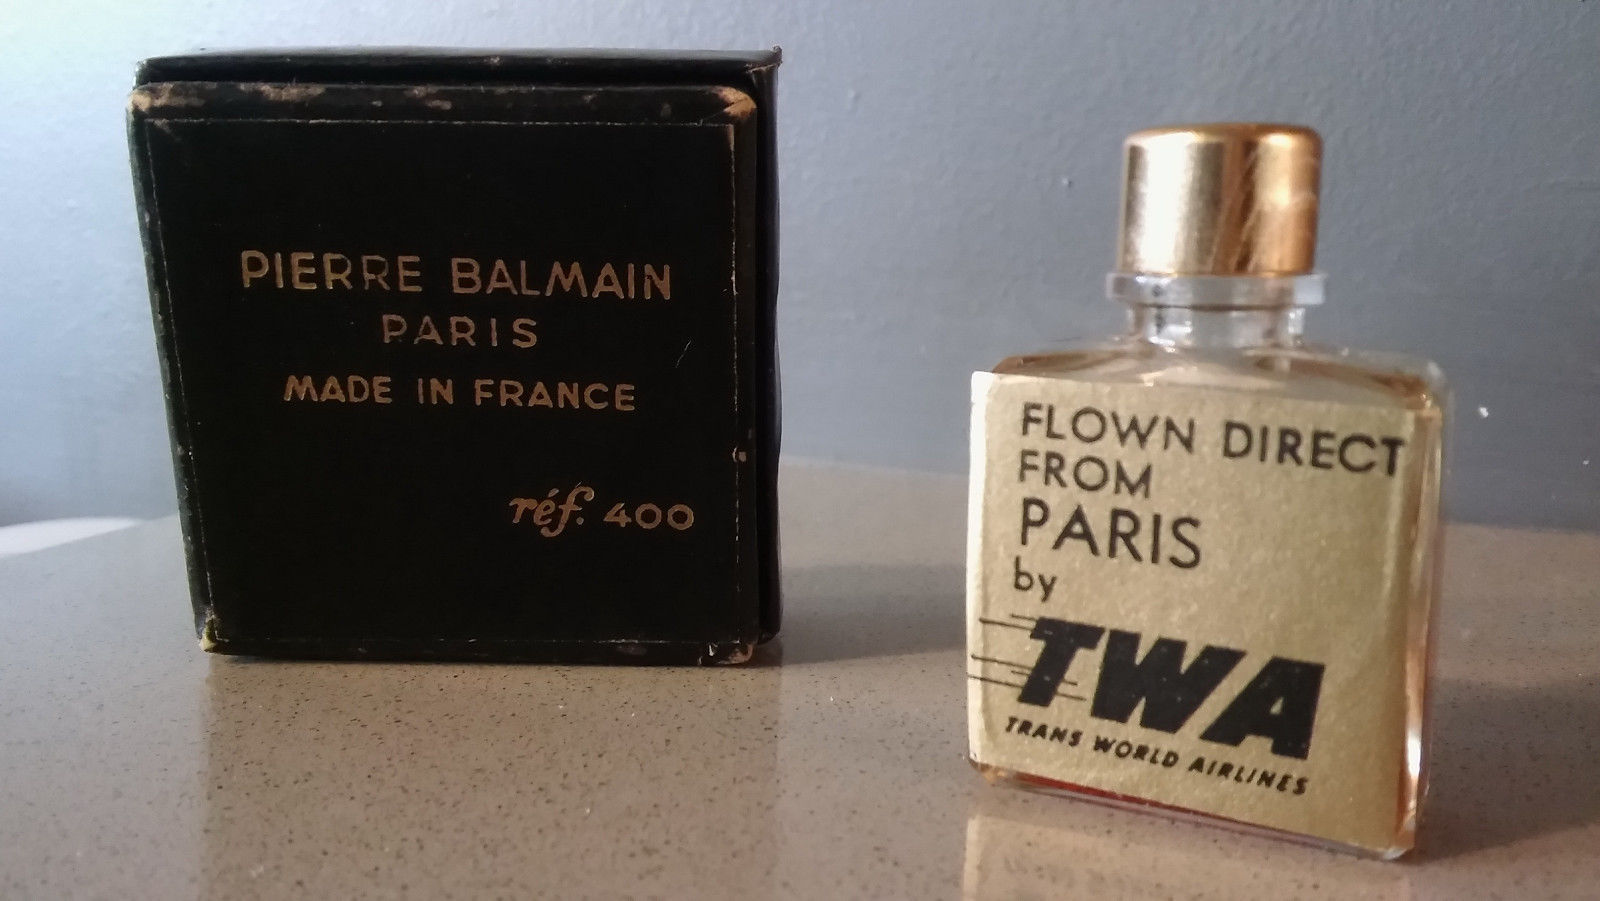 PIERRE BALMAIN
PARIS
MADE IN FRANCE
réf. 400
FLOWN DIRECT
FROM
PARIS
by
TWA
TRANS WORLD AIRLINES